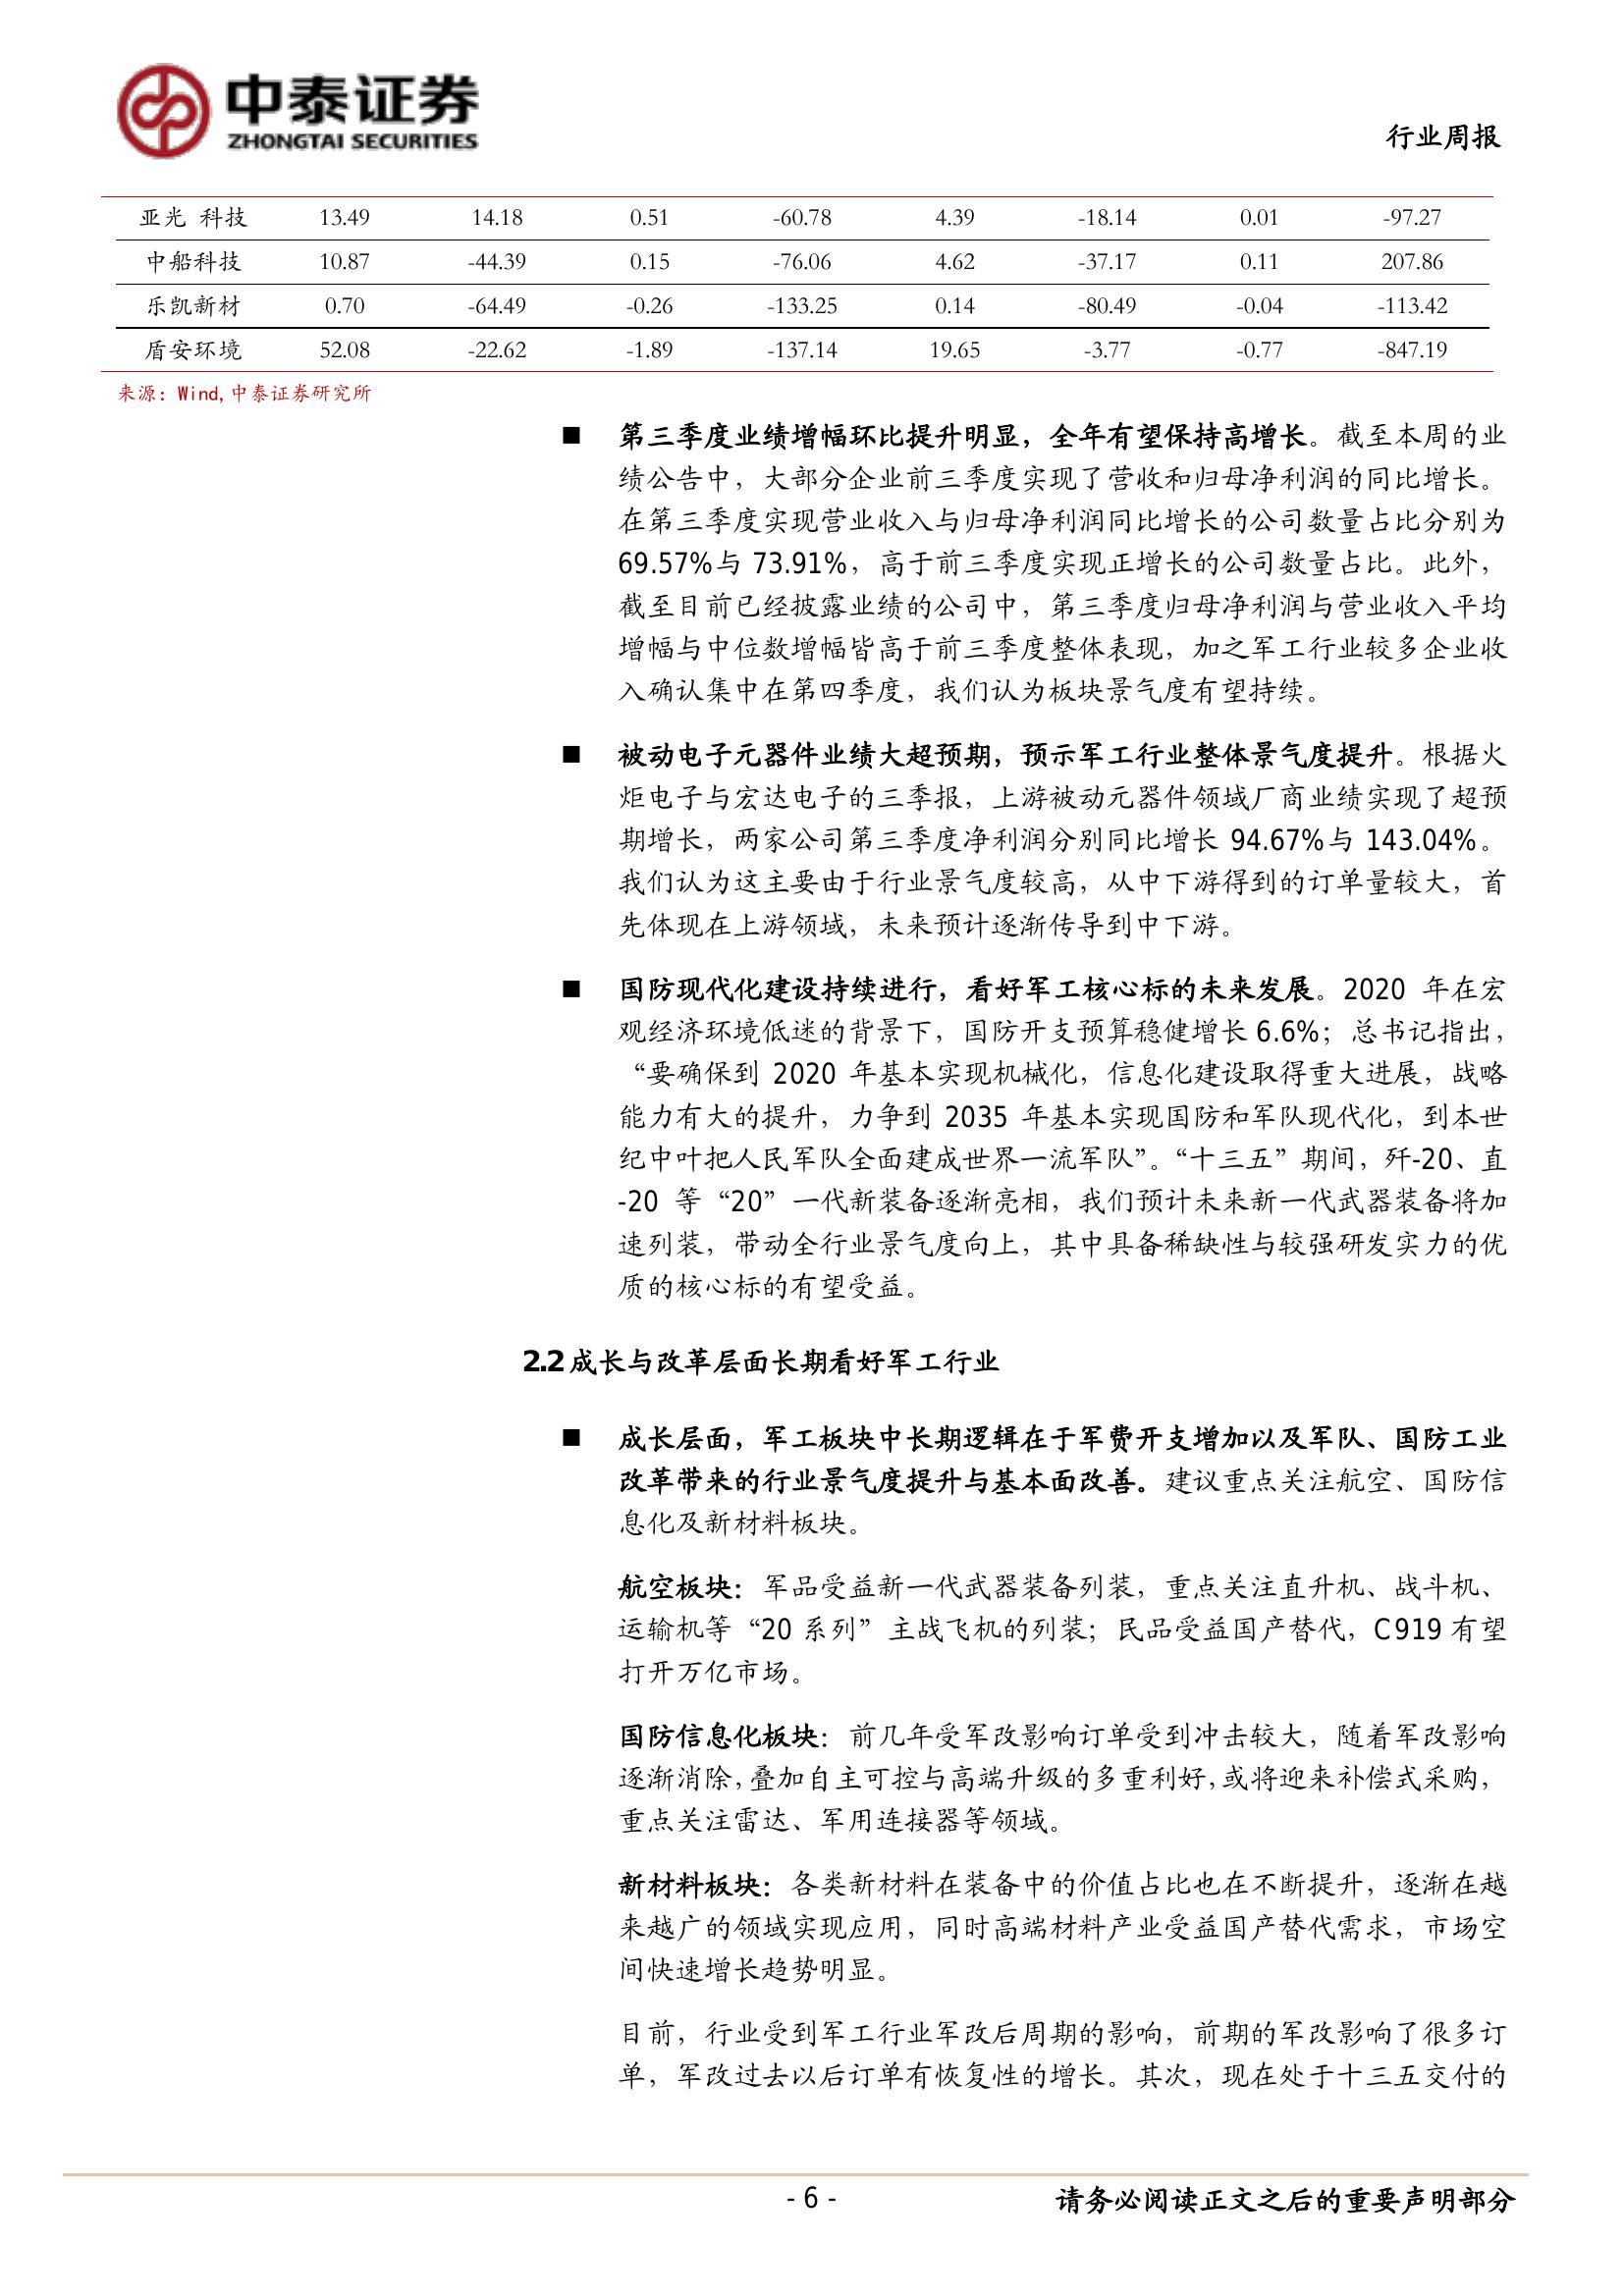 中泰证券
ZHONGTAI SECURITIES
行业周报
亚光 科技 13.49 14.18 0.51 -60.78 4.39 -18.14 0.01 -97.27
中船科技 10.87 -44.39 0.15 -76.06 4.62 -37.17 0.11 207.86
乐凯新材 0.70 -64.49 -0.26 -133.25 0.14 -80.49 -0.04 -113.42
盾安环境 52.08 -22.62 -1.89 -137.14 19.65 -3.77 -0.77 -847.19
来源：Wind,中泰证券研究所
■ 第三季度业绩增幅环比提升明显，全年有望保持高增长。截至本周的业
绩公告中，大部分企业前三季度实现了营收和归母净利润的同比增长。
在第三季度实现营业收入与归母净利润同比增长的公司数量占比分别为
69.57%与 73.91%，高于前三季度实现正增长的公司数量占比。此外，
截至目前已经披露业绩的公司中，第三季度归母净利润与营业收入平均
增幅与中位数增幅皆高于前三季度整体表现，加之军工行业较多企业收
入确认集中在第四季度，我们认为板块景气度有望持续。
■ 被动电子元器件业绩大超预期，预示军工行业整体景气度提升。根据火
炬电子与宏达电子的三季报，上游被动元器件领域厂商业绩实现了超预
期增长，两家公司第三季度净利润分别同比增长 94.67%与 143.04%。
我们认为这主要由于行业景气度较高，从中下游得到的订单量较大，首
先体现在上游领域，未来预计逐渐传导到中下游。
■ 国防现代化建设持续进行，看好军工核心标的未来发展。2020 年在宏
观经济环境低迷的背景下，国防开支预算稳健增长 6.6%；总书记指出，
“要确保到 2020 年基本实现机械化，信息化建设取得重大进展，战略
能力有大的提升，力争到 2035 年基本实现国防和军队现代化，到本世
纪中叶把人民军队全面建成世界一流军队”。“十三五”期间，歼-20、直
-20 等“20”一代新装备逐渐亮相，我们预计未来新一代武器装备将加
速列装，带动全行业景气度向上，其中具备稀缺性与较强研发实力的优
质的核心标的有望受益。
2.2 成长与改革层面长期看好军工行业
■ 成长层面，军工板块中长期逻辑在于军费开支增加以及军队、国防工业
改革带来的行业景气度提升与基本面改善。建议重点关注航空、国防信
息化及新材料板块。
航空板块：军品受益新一代武器装备列装，重点关注直升机、战斗机、
运输机等“20 系列”主战飞机的列装；民品受益国产替代，C919 有望
打开万亿市场。
国防信息化板块：前几年受军改影响订单受到冲击较大，随着军改影响
逐渐消除，叠加自主可控与高端升级的多重利好，或将迎来补偿式采购，
重点关注雷达、军用连接器等领域。
新材料板块：各类新材料在装备中的价值占比也在不断提升，逐渐在越
来越广的领域实现应用，同时高端材料产业受益国产替代需求，市场空
间快速增长趋势明显。
目前，行业受到军工行业军改后周期的影响，前期的军改影响了很多订
单，军改过去以后订单有恢复性的增长。其次，现在处于十三五交付的
- 6 -
请务必阅读正文之后的重要声明部分